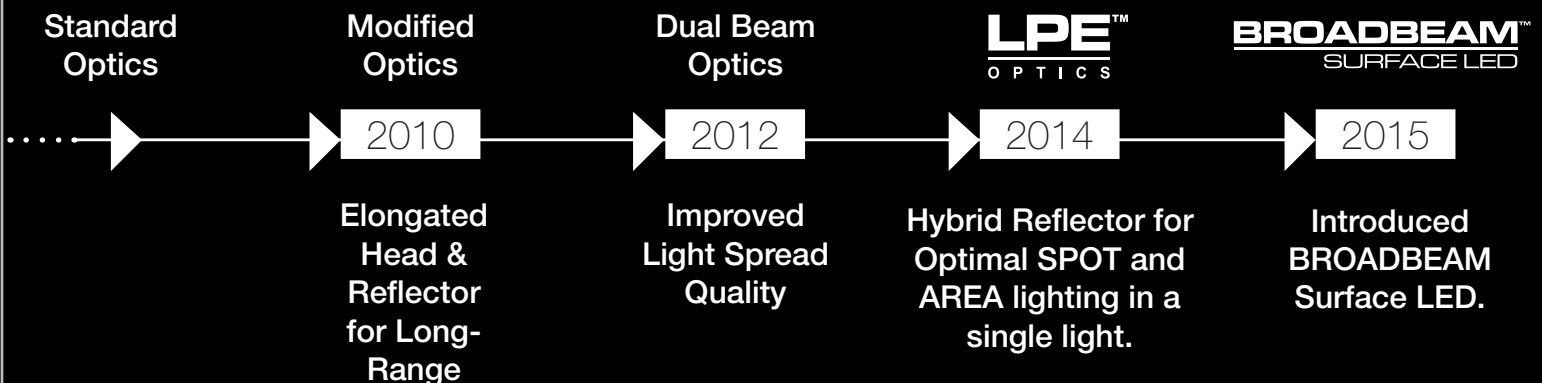 Standard
Optics
Modified
Optics
Dual Beam
Optics
LPE™
OPTICS
BROADBEAM™
SURFACE LED
2010
2012
2014
2015
Elongated
Head &
Reflector
for Long-
Range
Improved
Light Spread
Quality
Hybrid Reflector for
Optimal SPOT and
AREA lighting in a
single light.
Introduced
BROADBEAM
Surface LED.